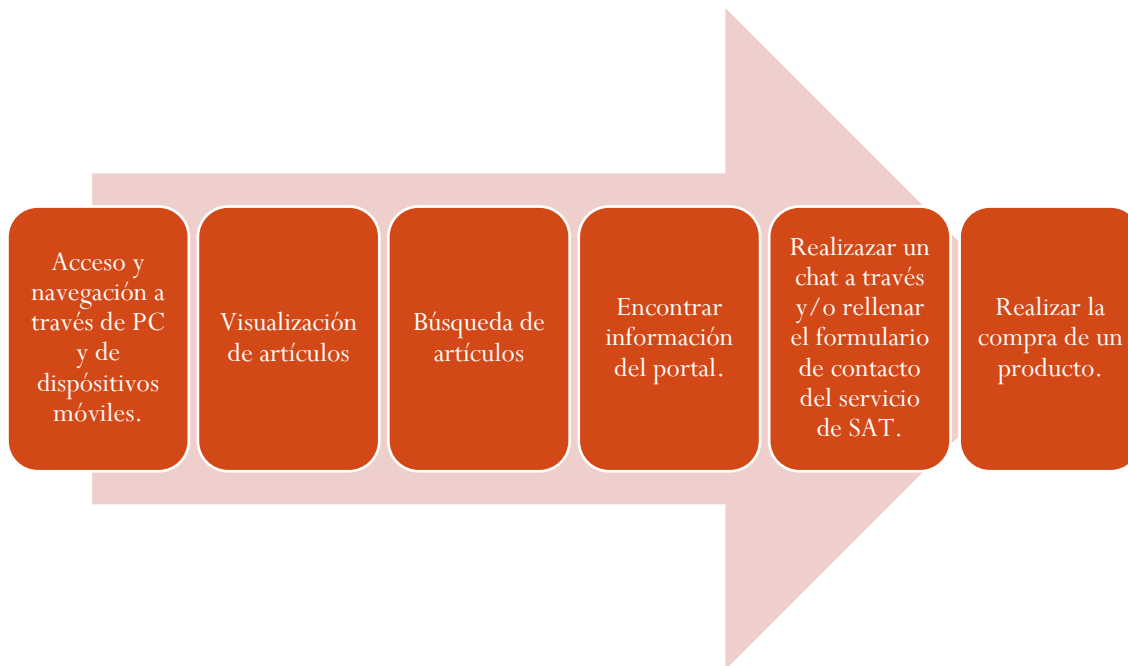 Acceso y
navegación a
través de PC
y de
dispósitivos
móviles.
Visualización
de artículos
Búsqueda de
artículos
Encontrar
información
del portal.
Realizazar un
chat a través
y/o rellenar
el formulario
de contacto
del servicio
de SAT.
Realizar la
compra de un
producto.